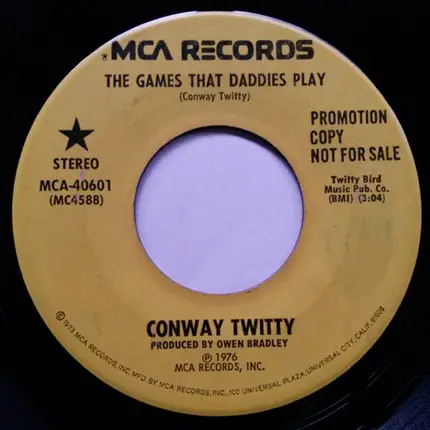 MCA RECORDS
THE GAMES THAT DADDIES PLAY
(Conway Twitty)
STEREO
MCA-40601
(MC4588)
PROMOTION
COPY
NOT FOR SALE
Twitty Bird
Music Pub. Co.
(BMI) (3:04)
CONWAY TWITTY
PRODUCED BY OWEN BRADLEY
Ⓟ 1976
MCA RECORDS, INC.
© 1973 MCA RECORDS, INC. MFG. BY MCA RECORDS, INC., 100 UNIVERSAL PLAZA, UNIVERSAL CITY, CALIF. 91608